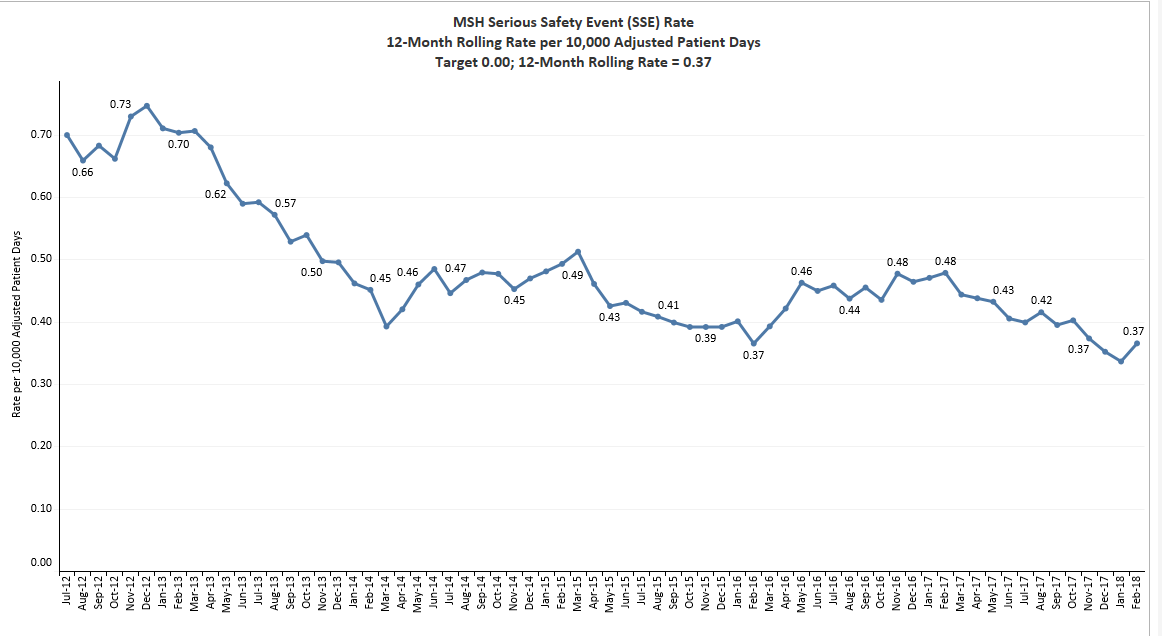 MSH Serious Safety Event (SSE) Rate
12-Month Rolling Rate per 10,000 Adjusted Patient Days
Target 0.00; 12-Month Rolling Rate = 0.37
Rate per 10,000 Adjusted Patient Days
0.70
0.60
0.50
0.40
0.30
0.20
0.10
0.00
0.66
0.73
0.70
0.62
0.57
0.50
0.45
0.46
0.47
0.45
0.49
0.43
0.41
0.39
0.37
0.46
0.44
0.48
0.48
0.43
0.42
0.37
0.37
Jul-12
Aug-12
Sep-12
Oct-12
Nov-12
Dec-12
Jan-13
Feb-13
Mar-13
Apr-13
May-13
Jun-13
Jul-13
Aug-13
Sep-13
Oct-13
Nov-13
Dec-13
Jan-14
Feb-14
Mar-14
Apr-14
May-14
Jun-14
Jul-14
Aug-14
Sep-14
Oct-14
Nov-14
Dec-14
Jan-15
Feb-15
Mar-15
Apr-15
May-15
Jun-15
Jul-15
Aug-15
Sep-15
Oct-15
Nov-15
Dec-15
Jan-16
Feb-16
Mar-16
Apr-16
May-16
Jun-16
Jul-16
Aug-16
Sep-16
Oct-16
Nov-16
Dec-16
Jan-17
Feb-17
Mar-17
Apr-17
May-17
Jun-17
Jul-17
Aug-17
Sep-17
Oct-17
Nov-17
Dec-17
Jan-18
Feb-18